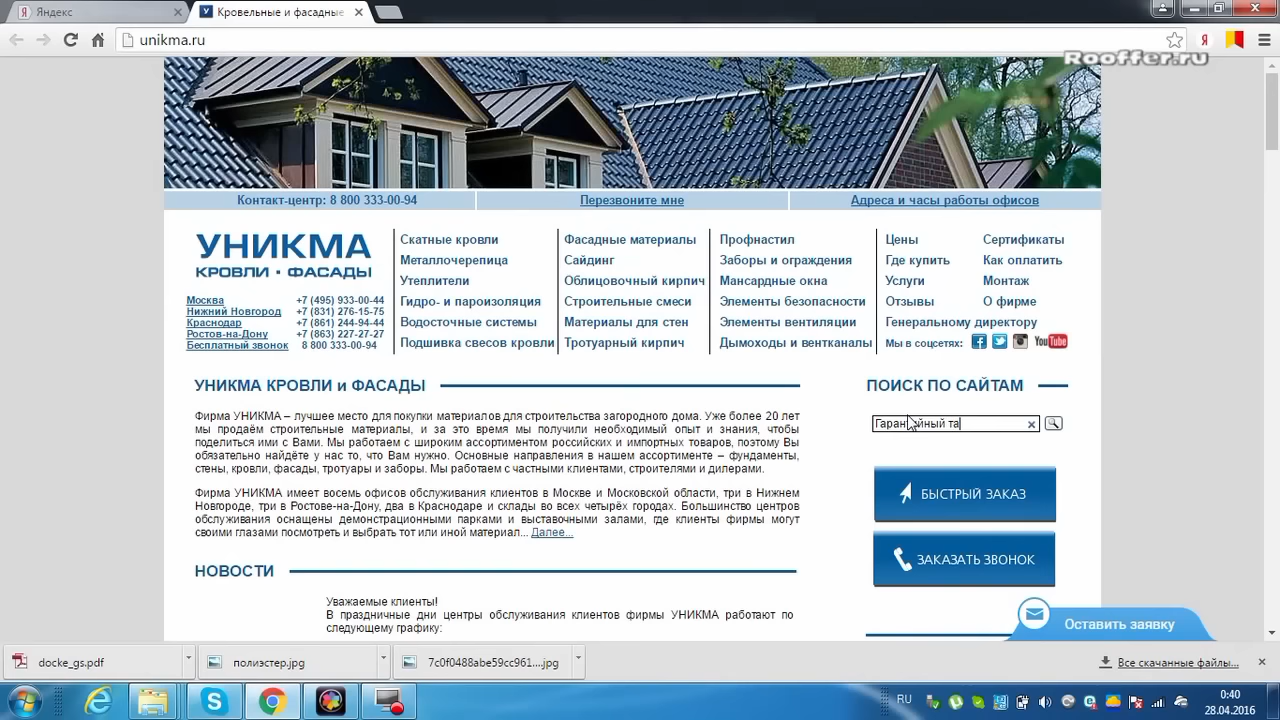 Яндекс
Кровельные и фасадные
unikma.ru
Rooffer.ru
Контакт-центр: 8 800 333-00-94
Перезвоните мне
Адреса и часы работы офисов
УНИКМА
КРОВЛИ • ФАСАДЫ
Москва +7 (495) 933-00-44
Нижний Новгород +7 (831) 276-15-75
Краснодар +7 (861) 244-94-44
Ростов-на-Дону +7 (863) 227-27-27
Бесплатный звонок 8 800 333-00-94
Скатные кровли
Металлочерепица
Утеплители
Гидро- и пароизоляция
Водосточные системы
Подшивка свесов кровли
Фасадные материалы
Сайдинг
Облицовочный кирпич
Строительные смеси
Материалы для стен
Тротуарный кирпич
Профнастил
Заборы и ограждения
Мансардные окна
Элементы безопасности
Элементы вентиляции
Дымоходы и вентканалы
Цены Сертификаты
Где купить Как оплатить
Услуги Монтаж
Отзывы О фирме
Генеральному директору
Мы в соцсетях: You Tube
УНИКМА КРОВЛИ и ФАСАДЫ
Фирма УНИКМА – лучшее место для покупки материалов для строительства загородного дома. Уже более 20 лет
мы продаём строительные материалы, и за это время мы получили необходимый опыт и знания, чтобы
поделиться ими с Вами. Мы работаем с широким ассортиментом российских и импортных товаров, поэтому Вы
обязательно найдёте у нас то, что Вам нужно. Основные направления в нашем ассортименте – фундаменты,
стены, кровли, фасады, тротуары и заборы. Мы работаем с частными клиентами, строителями и дилерами.
Фирма УНИКМА имеет восемь офисов обслуживания клиентов в Москве и Московской области, три в Нижнем
Новгороде, три в Ростове-на-Дону, два в Краснодаре и склады во всех четырёх городах. Большинство центров
обслуживания оснащены демонстрационными парками и выставочными залами, где клиенты фирмы могут
своими глазами посмотреть и выбрать тот или иной материал... Далее...
НОВОСТИ
Уважаемые клиенты!
В праздничные дни центры обслуживания клиентов фирмы УНИКМА работают по
следующему графику:
ПОИСК ПО САЙТАМ
Гарантийный та
БЫСТРЫЙ ЗАКАЗ
ЗАКАЗАТЬ ЗВОНОК
Оставить заявку
docke_gs.pdf
полиэстер.jpg
7c0f0488abe59cc961....jpg
Все скачанные файлы...
RU
0:40
28.04.2016